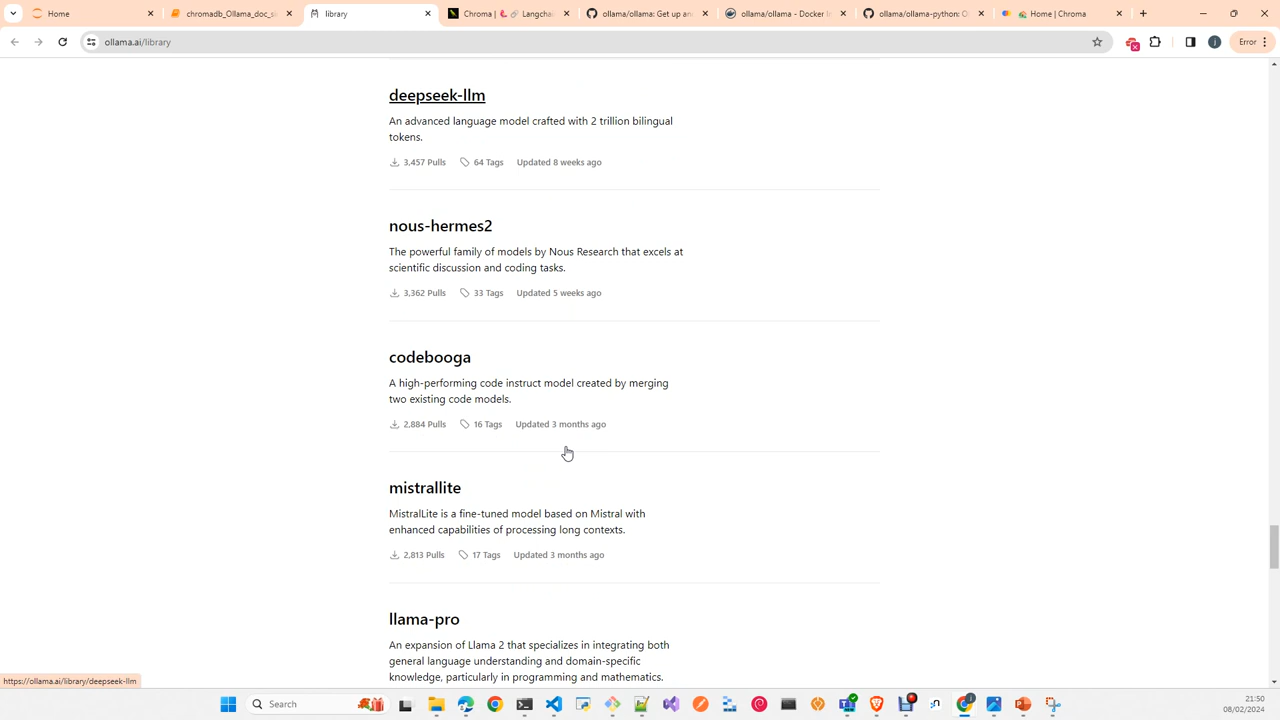 Home
chromadb_Ollama_doc_s
library
Chroma | Langchai
ollama/ollama: Get up an
ollama/ollama - Docker I
ollama/ollama-python: O
Home | Chroma
ollama.ai/library
Error
deepseek-llm
An advanced language model crafted with 2 trillion bilingual
tokens.
3,457 Pulls 64 Tags Updated 8 weeks ago
nous-hermes2
The powerful family of models by Nous Research that excels at
scientific discussion and coding tasks.
3,362 Pulls 33 Tags Updated 5 weeks ago
codebooga
A high-performing code instruct model created by merging
two existing code models.
2,884 Pulls 16 Tags Updated 3 months ago
mistrallite
MistralLite is a fine-tuned model based on Mistral with
enhanced capabilities of processing long contexts.
2,813 Pulls 17 Tags Updated 3 months ago
llama-pro
An expansion of Llama 2 that specializes in integrating both
general language understanding and domain-specific
knowledge, particularly in programming and mathematics.
https://ollama.ai/library/deepseek-llm
Search
21:50
08/02/2024